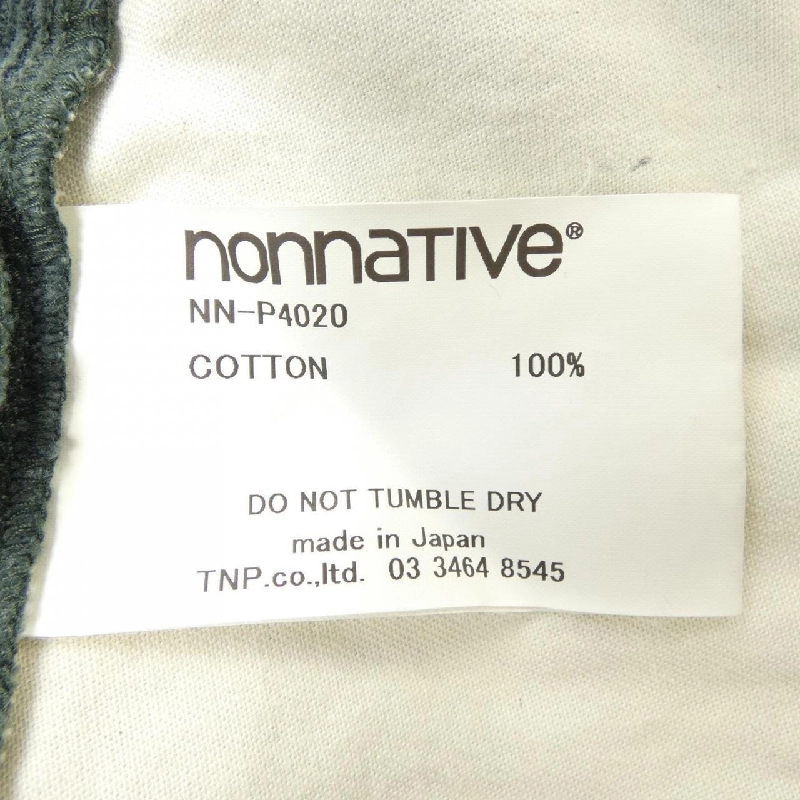 nonnative®
NN-P4020
COTTON 100%
DO NOT TUMBLE DRY
made in Japan
TNP.co.,ltd. 03 3464 8545